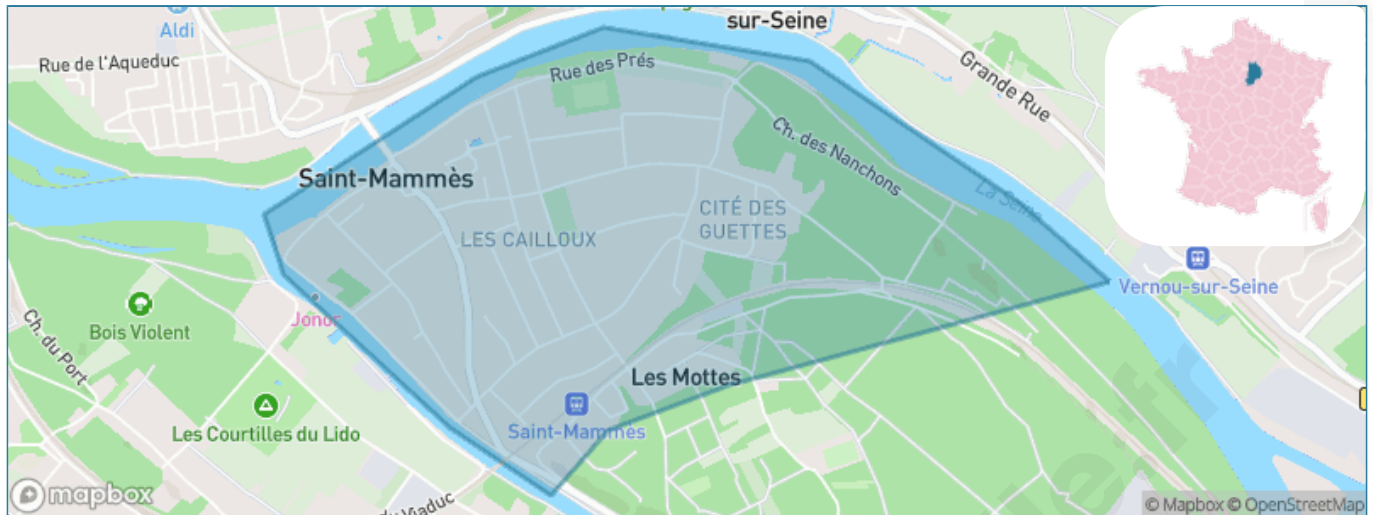 sur-Seine
Aldi
Rue de l'Aqueduc
Rue des Prés
Grande Rue
Ch. des Nanchons
Saint-Mammès
La Seine
CITÉ DES
GUETTES
LES CAILLOUX
Vernou-sur-Seine
Bois Violent
Jonor
Ch. du Port
Les Mottes
Les Courtilles du Lido
Saint-Mammès
du Viaduc
mapbox
© Mapbox © OpenStreetMap